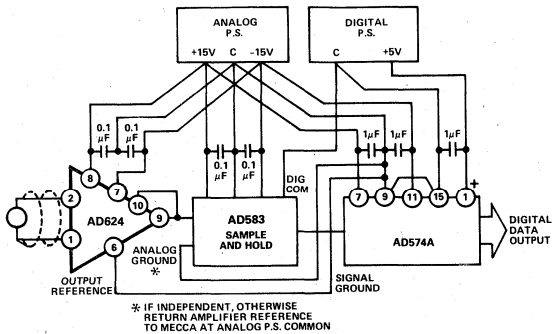 ANALOG
P.S.
+15V C -15V
DIGITAL
P.S.
C +5V
0.1
µF
0.1
µF
0.1
µF
0.1
µF
1µF
1µF
1µF
8
7
10
9
2
1
6
AD624
OUTPUT
REFERENCE
ANALOG
GROUND
*
AD583
SAMPLE
AND HOLD
DIG
COM
SIGNAL
GROUND
7 9 11 15 1
+
AD574A
DIGITAL
DATA
OUTPUT
* IF INDEPENDENT, OTHERWISE
RETURN AMPLIFIER REFERENCE
TO MECCA AT ANALOG P.S. COMMON